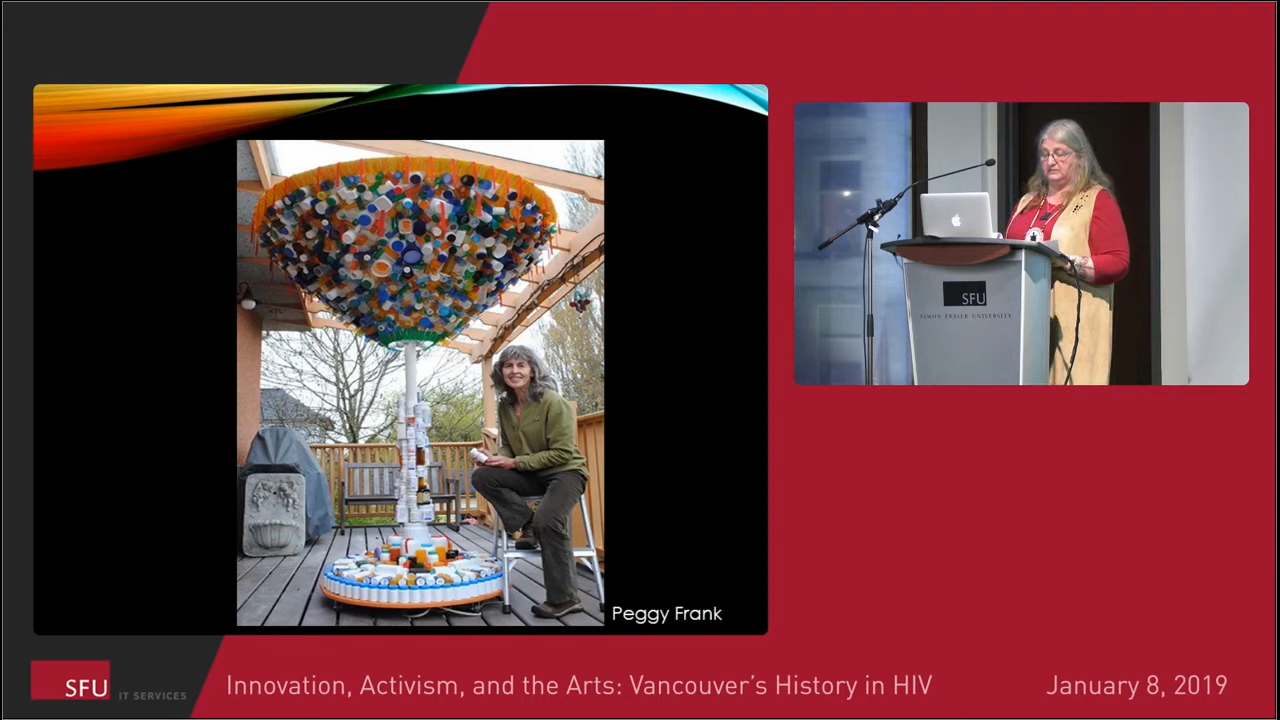 Peggy Frank
SFU
SIMON FRASER UNIVERSITY
SFU IT SERVICES
Innovation, Activism, and the Arts: Vancouver's History in HIV
January 8, 2019